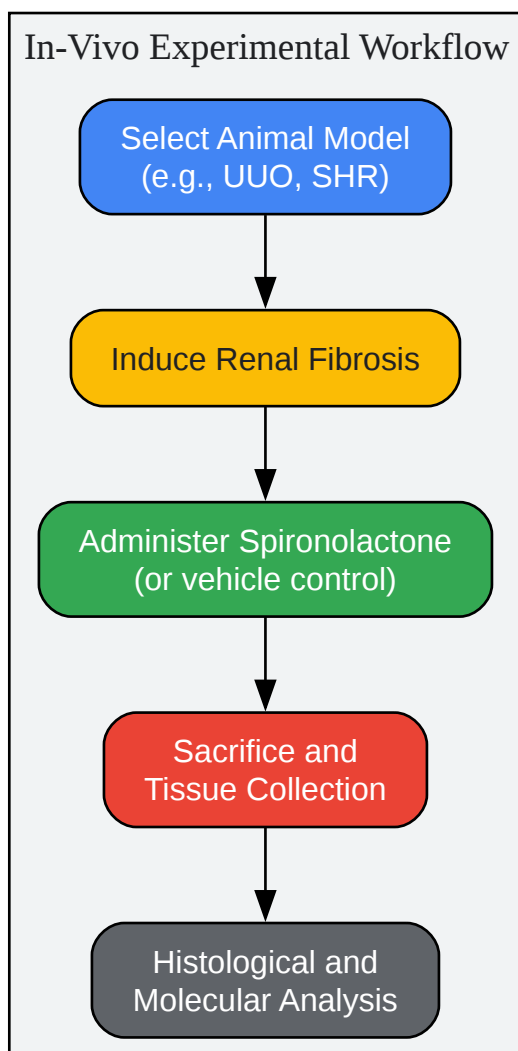 In-Vivo Experimental Workflow
Select Animal Model
(e.g., UUO, SHR)
Induce Renal Fibrosis
Administer Spironolactone
(or vehicle control)
Sacrifice and
Tissue Collection
Histological and
Molecular Analysis